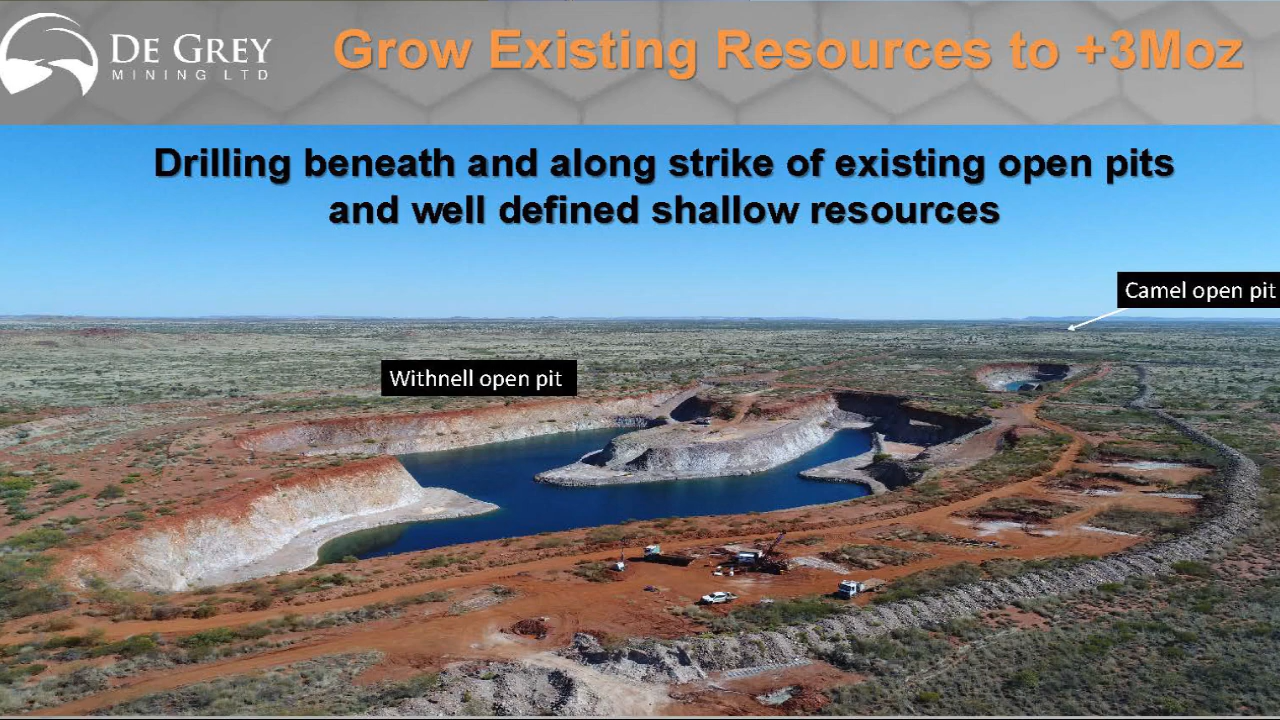 DE GREY
MINING LTD
Grow Existing Resources to +3Moz
Drilling beneath and along strike of existing open pits
and well defined shallow resources
Camel open pit
Withnell open pit